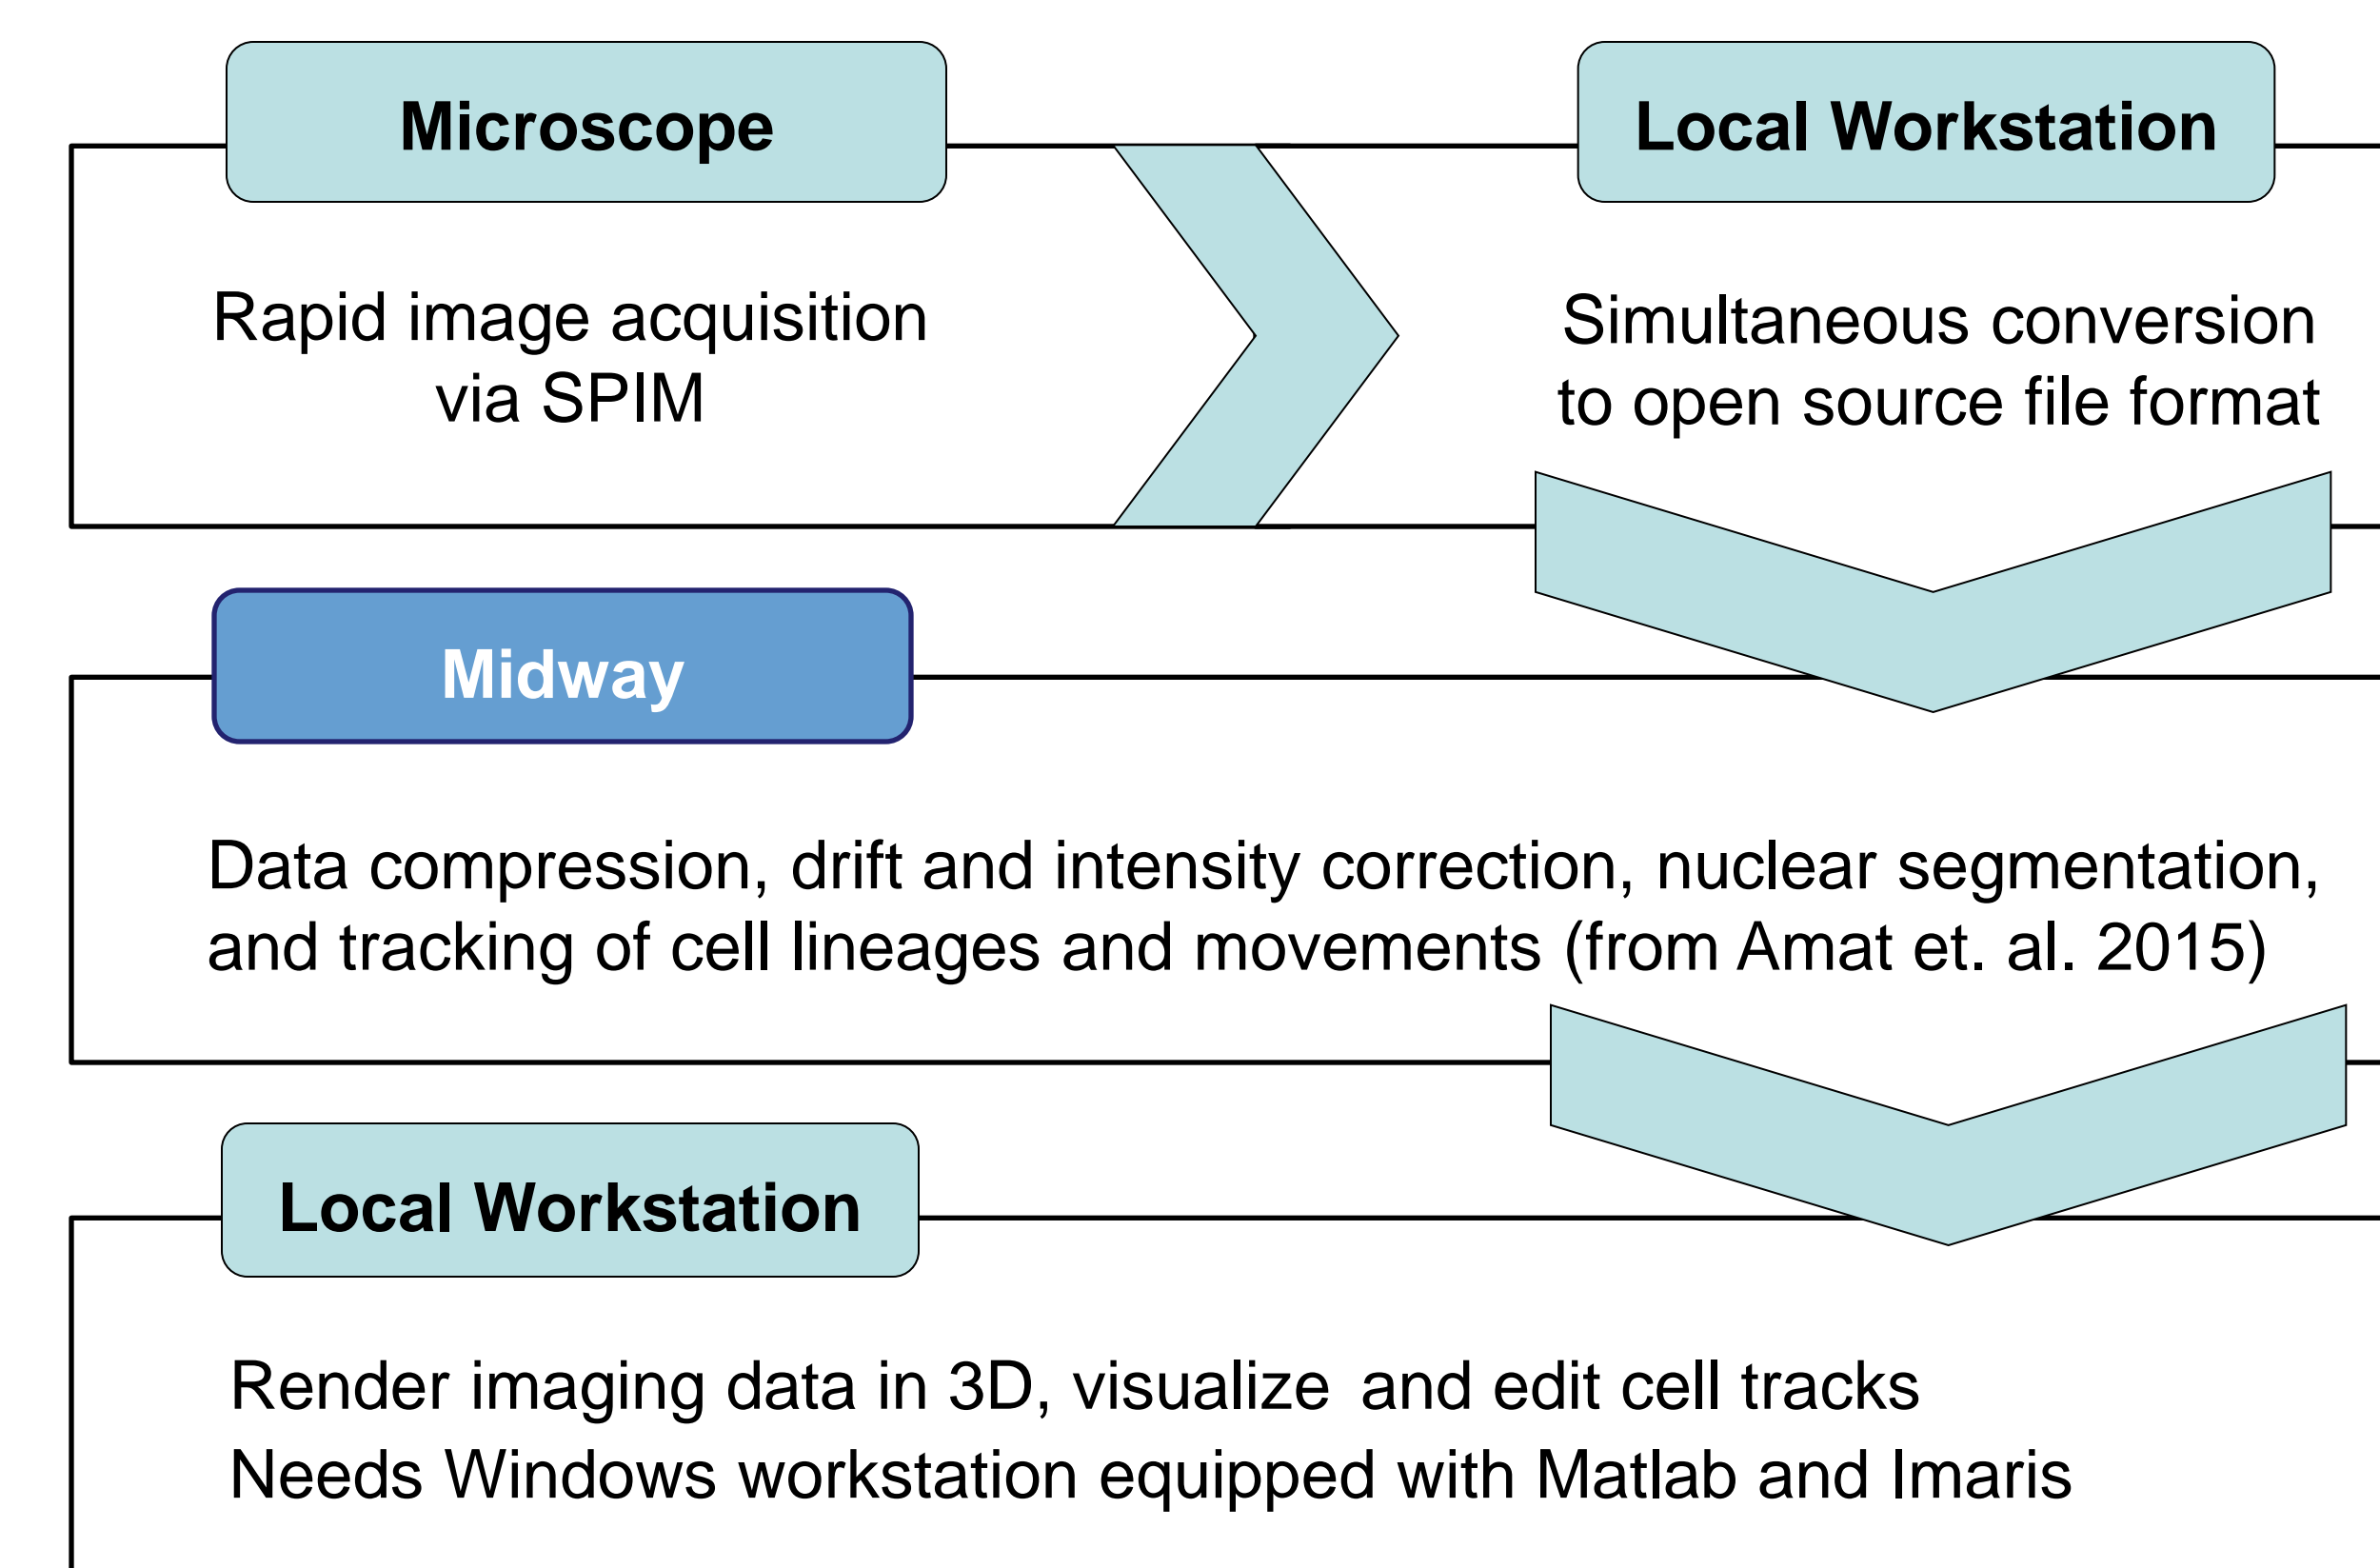 Microscope
Rapid image acquisition
via SPIM
Local Workstation
Simultaneous conversion
to open source file format
Midway
Data compression, drift and intensity correction, nuclear segmentation,
and tracking of cell lineages and movements (from Amat et. al. 2015)
Local Workstation
Render imaging data in 3D, visualize and edit cell tracks
Needs Windows workstation equipped with Matlab and Imaris